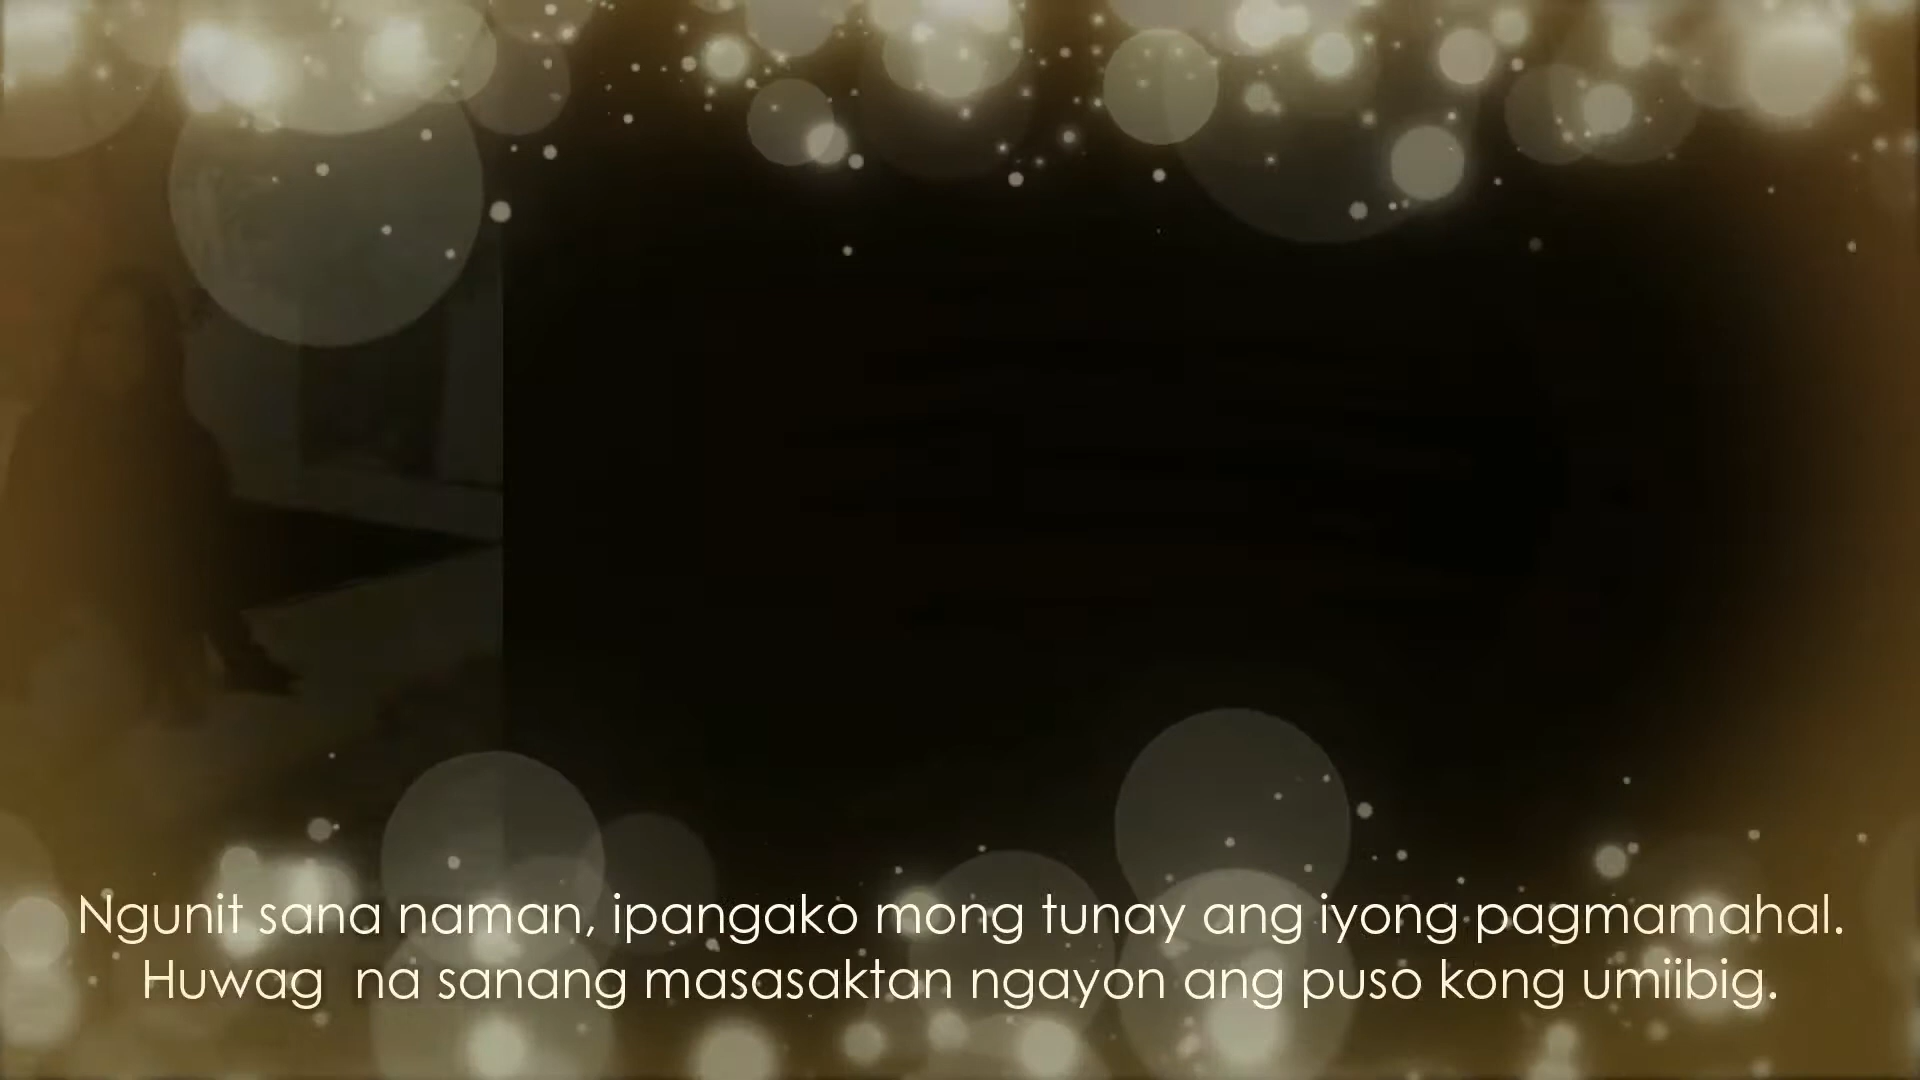 Ngunit sana naman, ipangako mong tunay ang iyong pagmamahal.
Huwag  na sanang masasaktan ngayon ang puso kong umiibig.